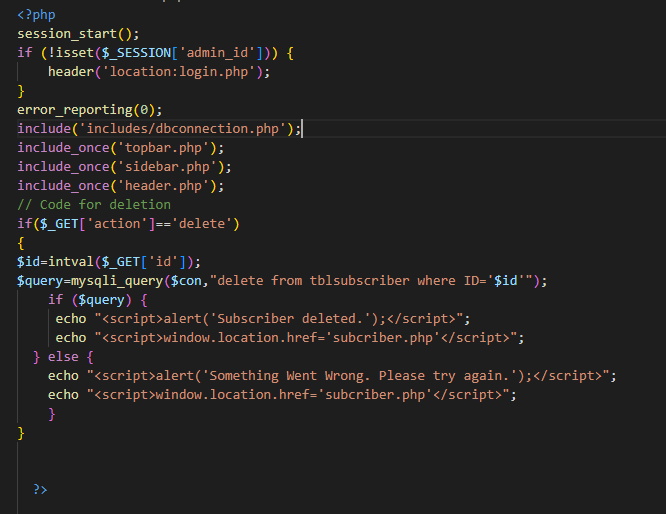 <?php
session_start();
if (!isset($_SESSION['admin_id'])) {
    header('location:login.php');
}
error_reporting(0);
include('includes/dbconnection.php');
include_once('topbar.php');
include_once('sidebar.php');
include_once('header.php');
// Code for deletion
if($_GET['action']=='delete')
{
$id=intval($_GET['id']);
$query=mysqli_query($con,"delete from tblsubscriber where ID='$id'");
    if ($query) {
     echo "<script>alert('Subscriber deleted.');</script>";
     echo "<script>window.location.href='subcriber.php'</script>";
  } else {
    echo "<script>alert('Something Went Wrong. Please try again.');</script>";
    echo "<script>window.location.href='subcriber.php'</script>";
    }
}
  ?>